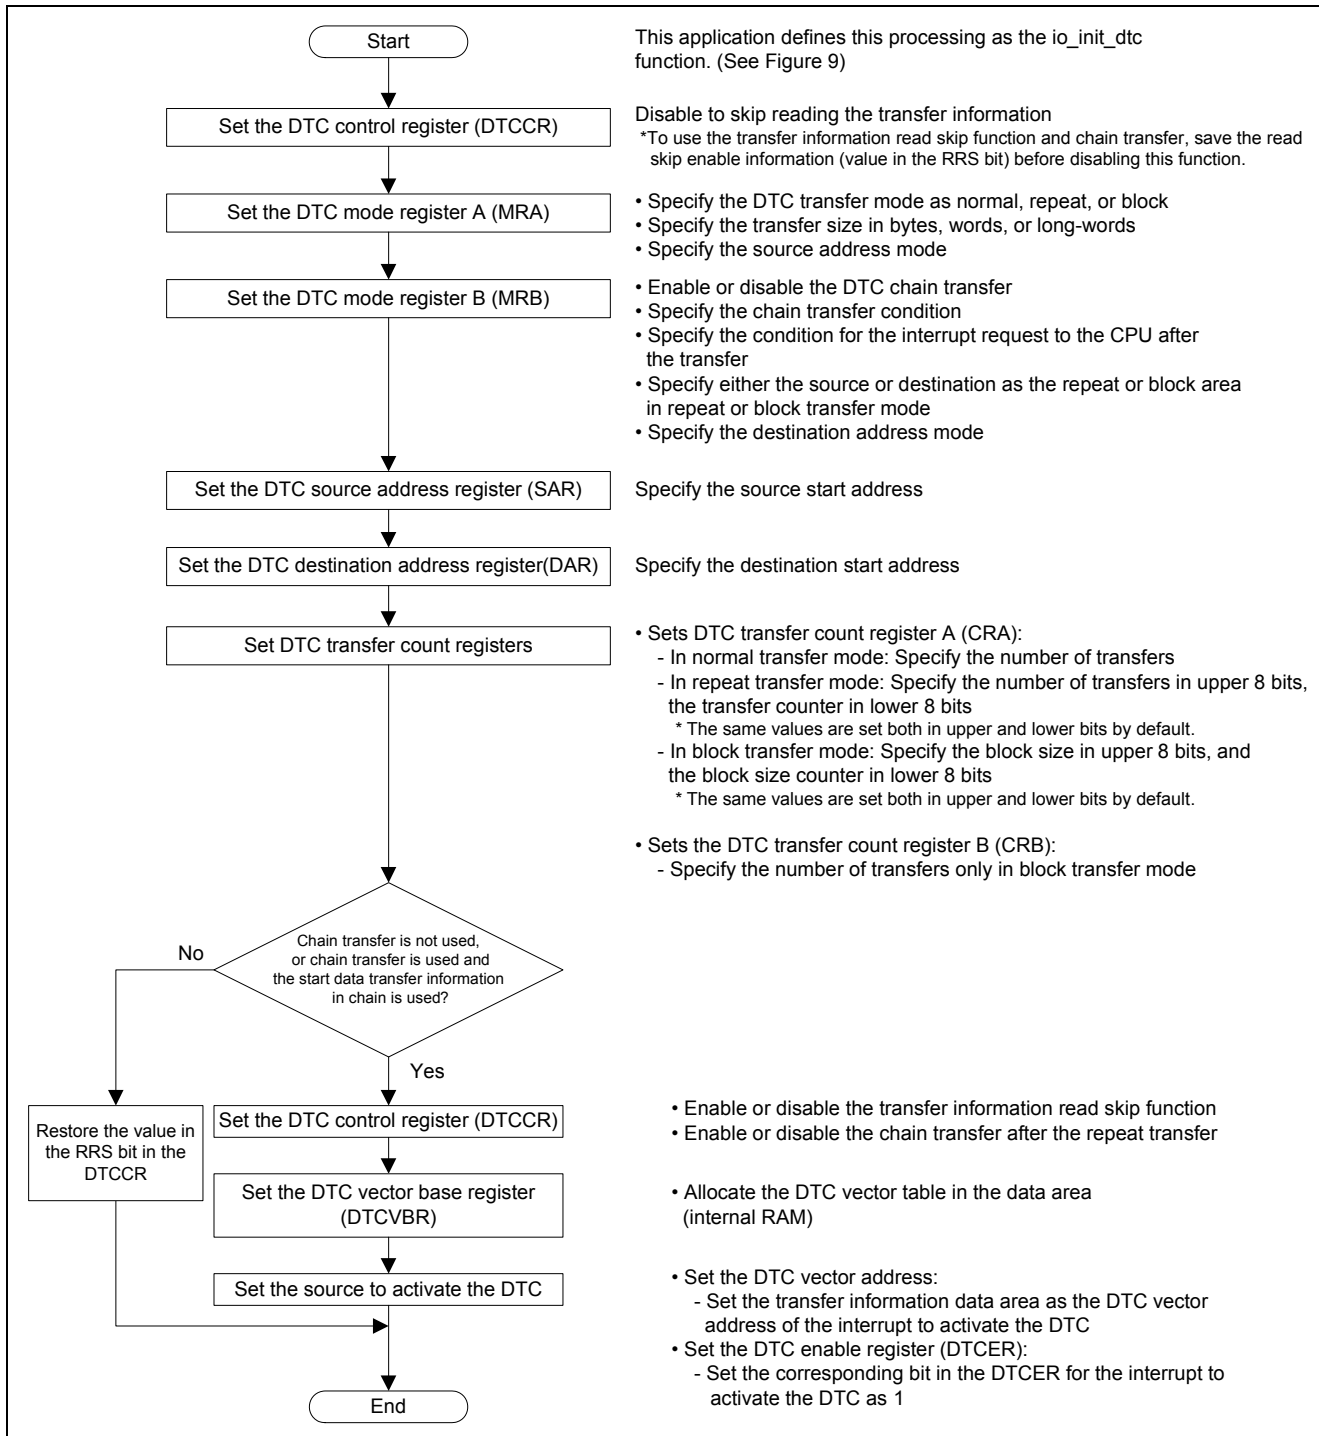 Start
This application defines this processing as the io_init_dtc
function. (See Figure 9)
Set the DTC control register (DTCCR)
Disable to skip reading the transfer information
*To use the transfer information read skip function and chain transfer, save the read
skip enable information (value in the RRS bit) before disabling this function.
Set the DTC mode register A (MRA)
• Specify the DTC transfer mode as normal, repeat, or block
• Specify the transfer size in bytes, words, or long-words
• Specify the source address mode
Set the DTC mode register B (MRB)
• Enable or disable the DTC chain transfer
• Specify the chain transfer condition
• Specify the condition for the interrupt request to the CPU after
the transfer
• Specify either the source or destination as the repeat or block area
in repeat or block transfer mode
• Specify the destination address mode
Set the DTC source address register (SAR)
Specify the source start address
Set the DTC destination address register(DAR)
Specify the destination start address
Set DTC transfer count registers
• Sets DTC transfer count register A (CRA):
- In normal transfer mode: Specify the number of transfers
- In repeat transfer mode: Specify the number of transfers in upper 8 bits,
the transfer counter in lower 8 bits
* The same values are set both in upper and lower bits by default.
- In block transfer mode: Specify the block size in upper 8 bits, and
the block size counter in lower 8 bits
* The same values are set both in upper and lower bits by default.
• Sets the DTC transfer count register B (CRB):
- Specify the number of transfers only in block transfer mode
Chain transfer is not used,
or chain transfer is used and
the start data transfer information
in chain is used?
No
Yes
Restore the value in
the RRS bit in the
DTCCR
Set the DTC control register (DTCCR)
• Enable or disable the transfer information read skip function
• Enable or disable the chain transfer after the repeat transfer
Set the DTC vector base register
(DTCVBR)
• Allocate the DTC vector table in the data area
(internal RAM)
Set the source to activate the DTC
• Set the DTC vector address:
- Set the transfer information data area as the DTC vector
address of the interrupt to activate the DTC
• Set the DTC enable register (DTCER):
- Set the corresponding bit in the DTCER for the interrupt to
activate the DTC as 1
End